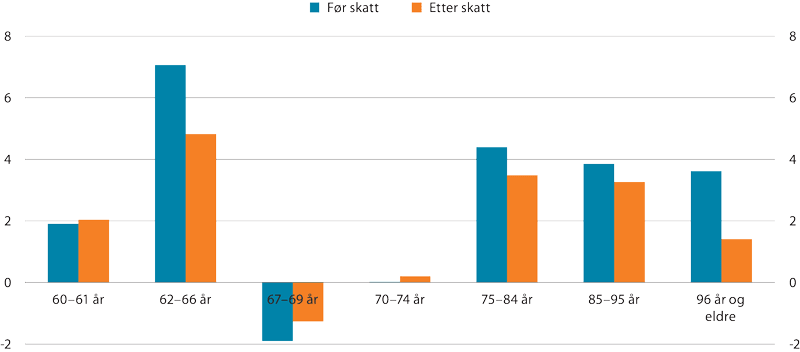 Før skatt Etter skatt
8 8
6 6
4 4
2 2
0 0
60–61 år 62–66 år 67–69 år 70–74 år 75–84 år 85–95 år 96 år og
eldre
-2 -2